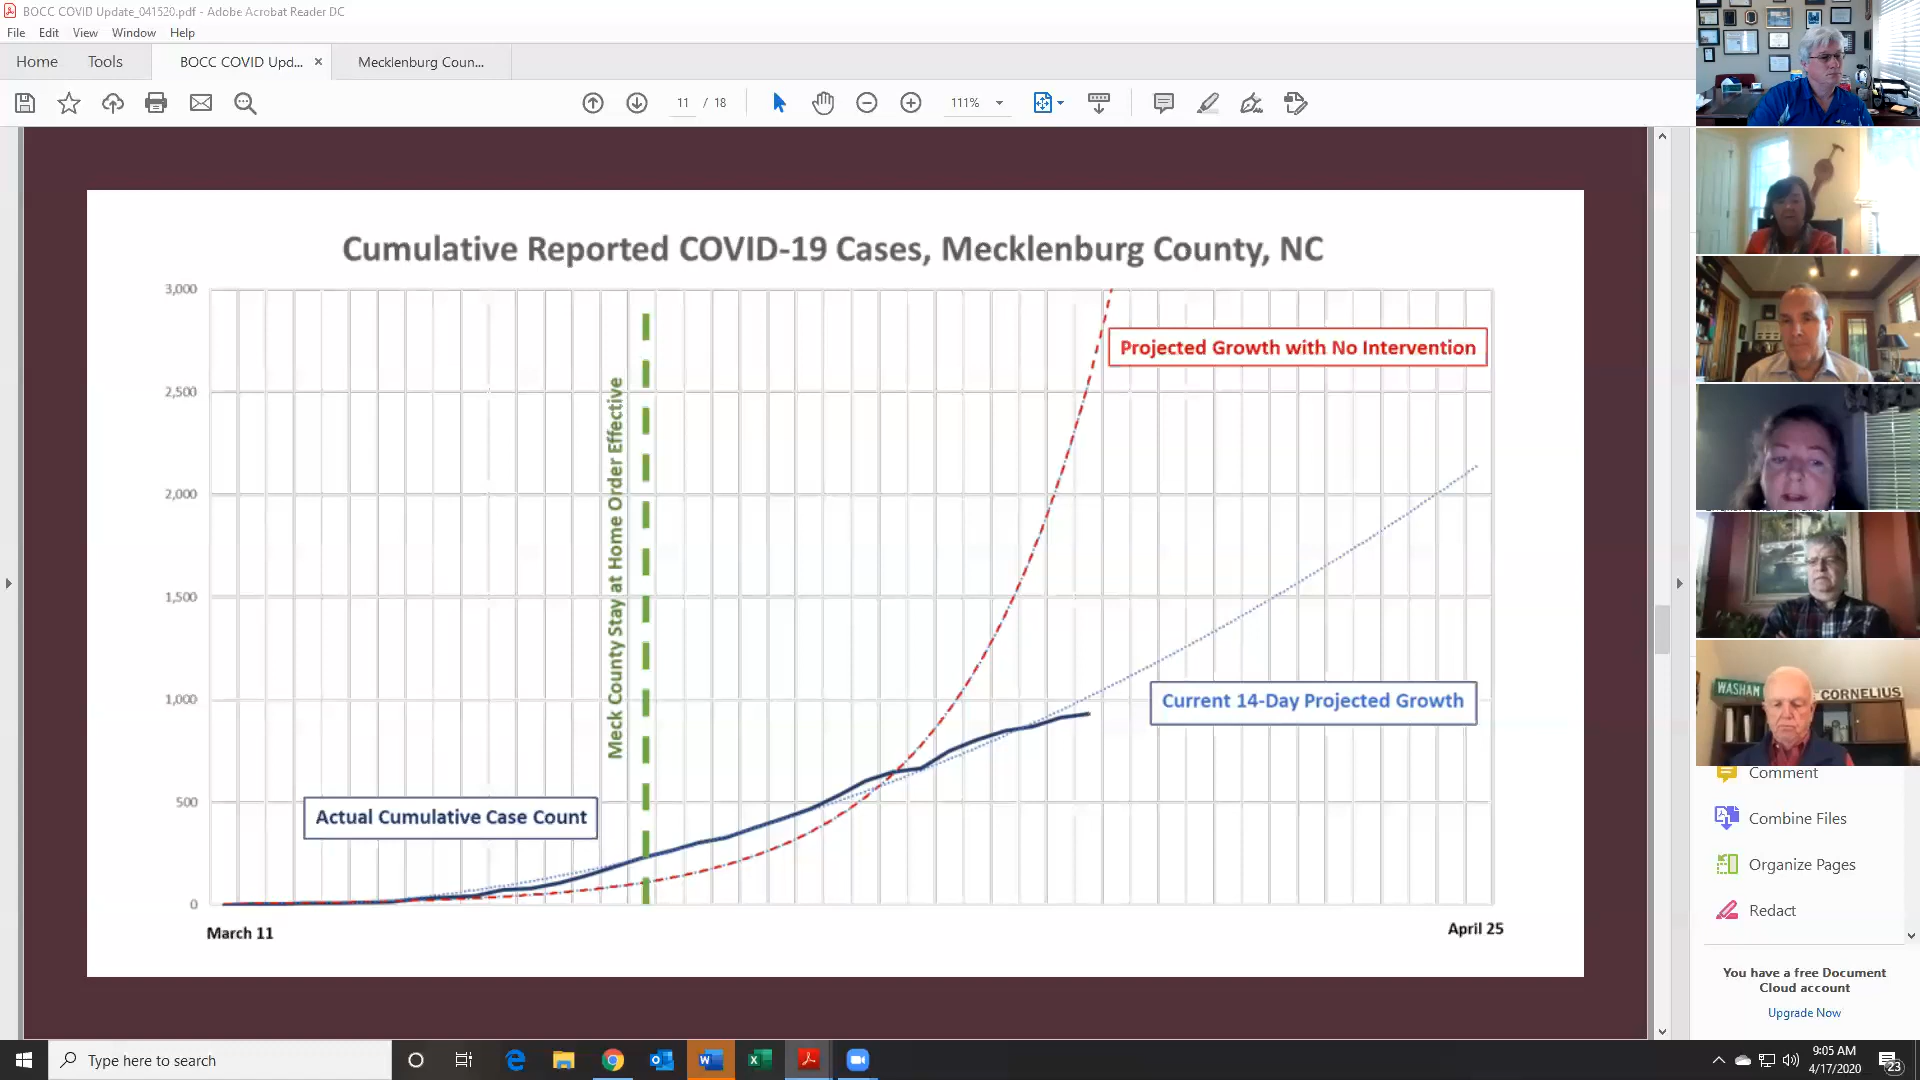 BOCC COVID Update_041520.pdf - Adobe Acrobat Reader DC
File Edit View Window Help
Home Tools BOCC COVID Upd... × Mecklenburg Coun...
11 / 18 111%
Cumulative Reported COVID-19 Cases, Mecklenburg County, NC
3,000
2,500
2,000
1,500
1,000
500
0
Meck County Stay at Home Order Effective
Projected Growth with No Intervention
Current 14-Day Projected Growth
Actual Cumulative Case Count
March 11
April 25
WASHAM
CORNELIUS
Comment
Combine Files
Organize Pages
Redact
You have a free Document
Cloud account
Upgrade Now
Type here to search
9:05 AM
4/17/2020
23